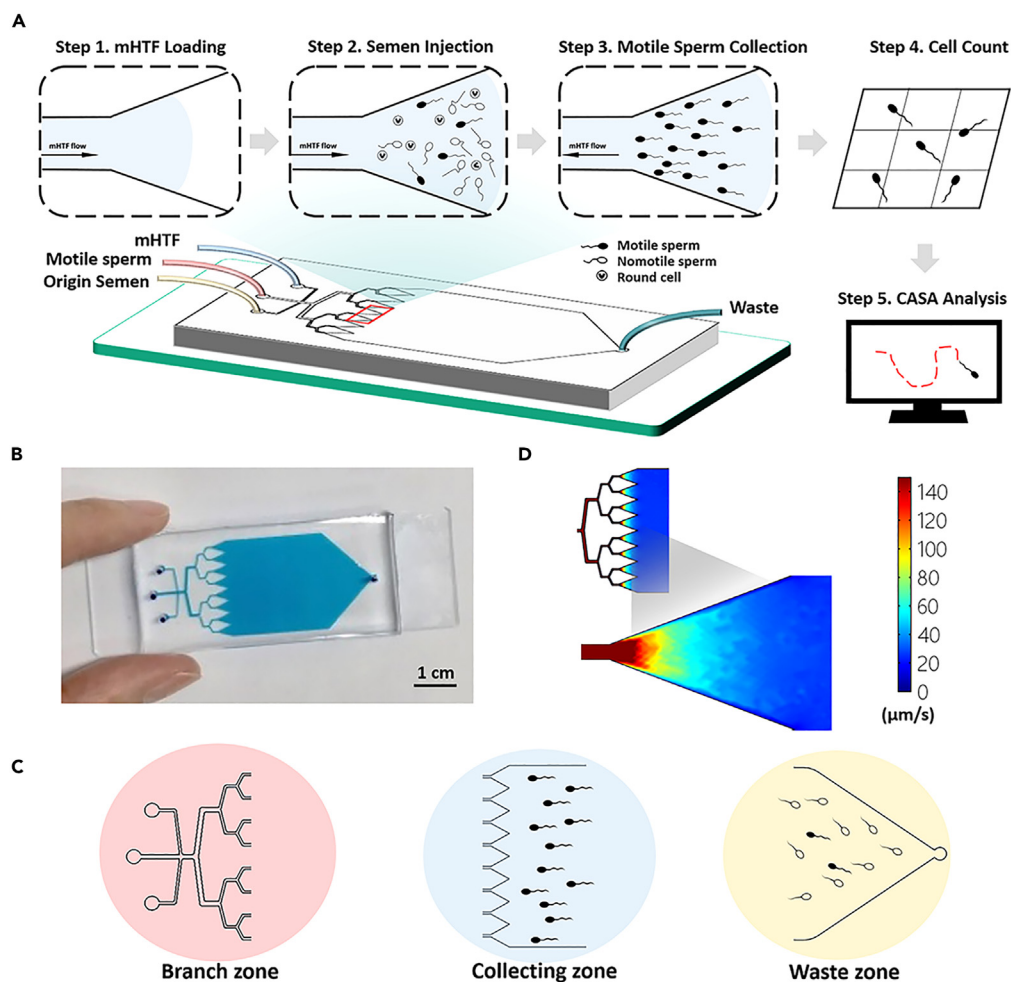 A
Step 1. mHTF Loading
Step 2. Semen Injection
Step 3. Motile Sperm Collection
Step 4. Cell Count
mHTF flow
mHTF flow
mHTF flow
mHTF
Motile sperm
Origin Semen
Motile sperm
Nomotile sperm
Round cell
Waste
Step 5. CASA Analysis
B
1 cm
D
140
120
100
80
60
40
20
0
(μm/s)
C
Branch zone
Collecting zone
Waste zone